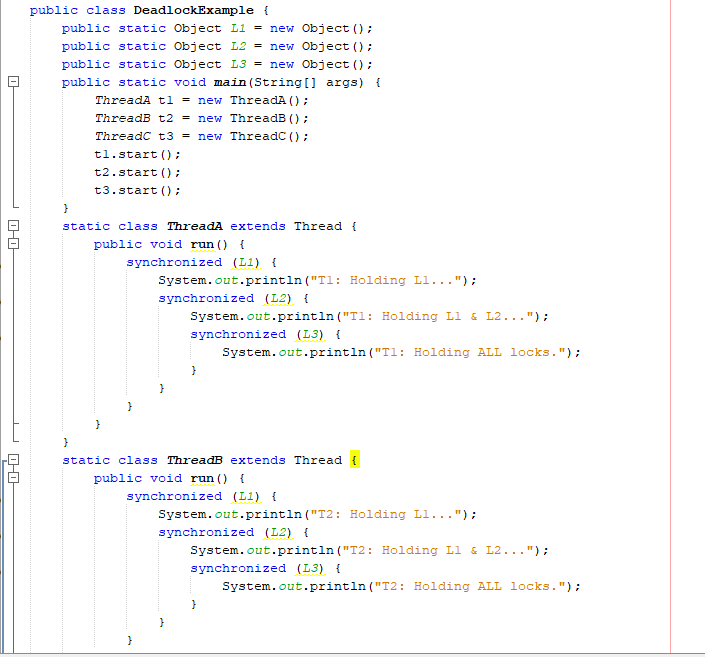 public class DeadlockExample {
public static Object L1 = new Object();
public static Object L2 = new Object();
public static Object L3 = new Object();
public static void main(String[] args) {
ThreadA t1 = new ThreadA();
ThreadB t2 = new ThreadB();
ThreadC t3 = new ThreadC();
t1.start();
t2.start();
t3.start();
}
static class ThreadA extends Thread {
public void run() {
synchronized (L1) {
System.out.println("T1: Holding L1...");
synchronized (L2) {
System.out.println("T1: Holding L1 & L2...");
synchronized (L3) {
System.out.println("T1: Holding ALL locks.");
}
}
}
}
}
static class ThreadB extends Thread {
public void run() {
synchronized (L1) {
System.out.println("T2: Holding L1...");
synchronized (L2) {
System.out.println("T2: Holding L1 & L2...");
synchronized (L3) {
System.out.println("T2: Holding ALL locks.");
}
}
}